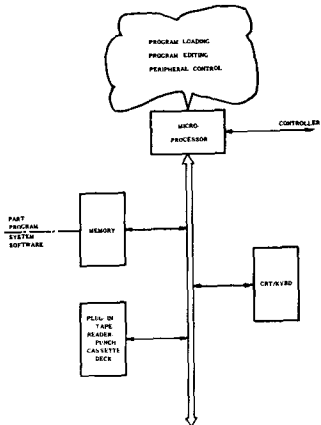 PROGRAM LOADING
PROGRAM EDITING
PERIPHERAL CONTROL
MICRO-
PROCESSOR
CONTROLLER
PART
PROGRAM
SYSTEM
SOFTWARE
MEMORY
CRT/KYBD
PLUG-IN
TAPE
READER-
PUNCH
CASSETTE
DECK